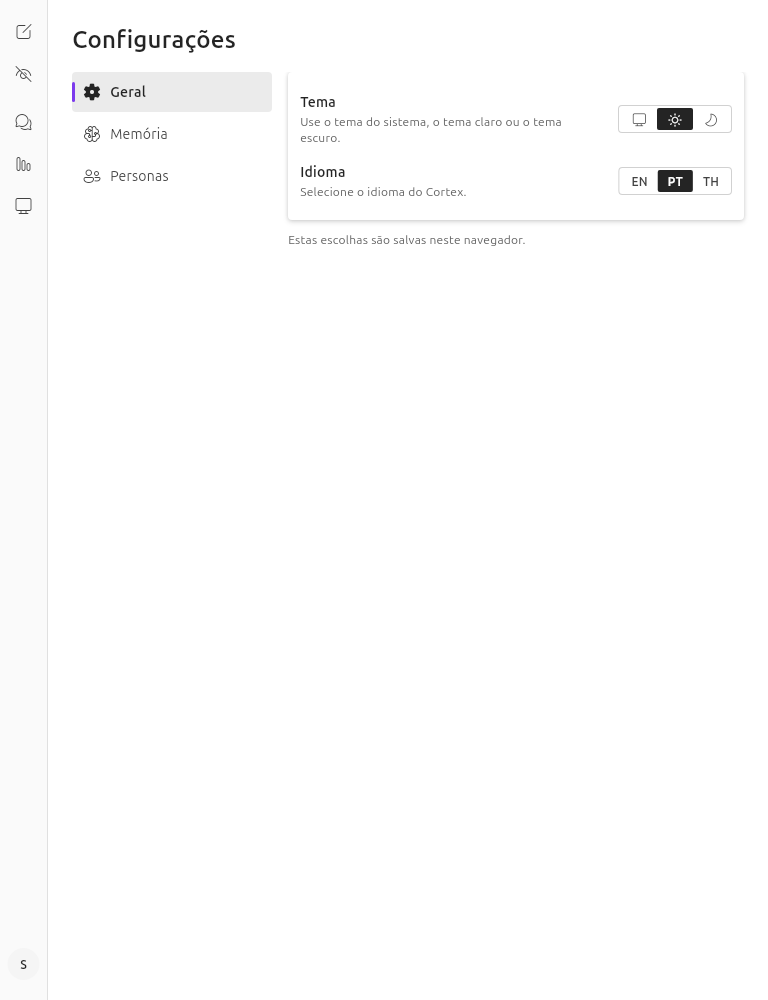 Configurações
Geral
Memória
Personas
Tema
Use o tema do sistema, o tema claro ou o tema
escuro.
Idioma
Selecione o idioma do Cortex.
EN PT TH
Estas escolhas são salvas neste navegador.
S